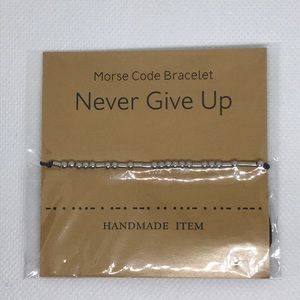 Morse Code Bracelet
Never Give Up
HANDMADE ITEM